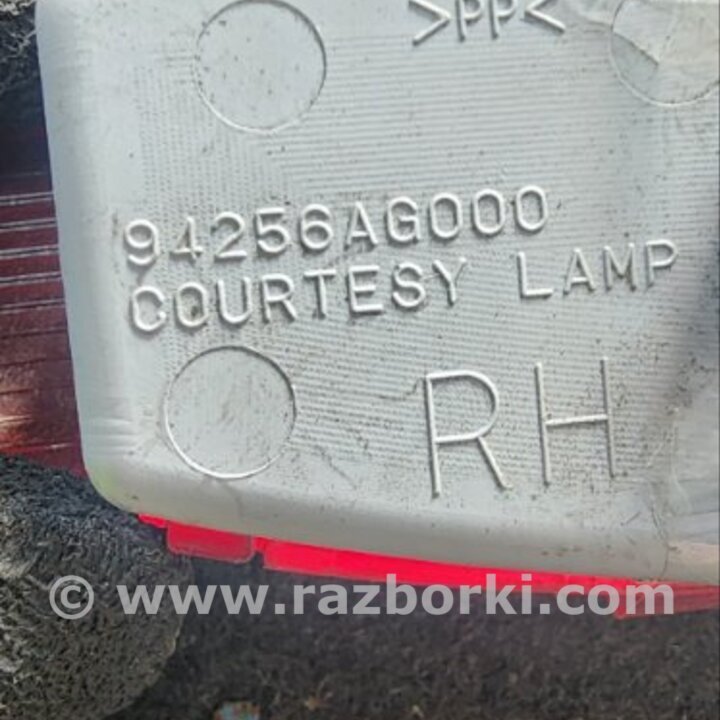 >PP<
94256AG000
COURTESY LAMP
RH
© www.razborki.com